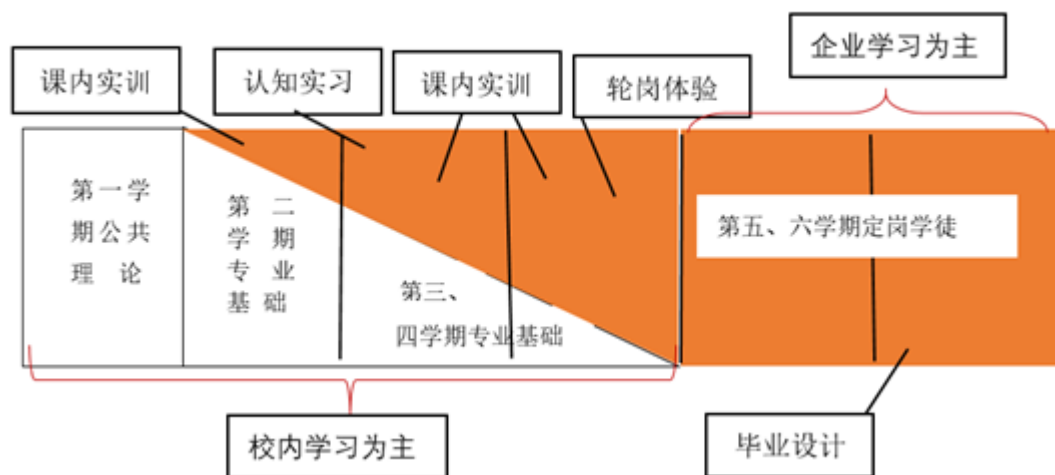 企业学习为主
课内实训
认知实习
课内实训
轮岗体验
第一学
期公共
理 论
第 二
学 期
专 业
基 础
第三、
四学期专业基础
第五、六学期定岗学徒
校内学习为主
毕业设计